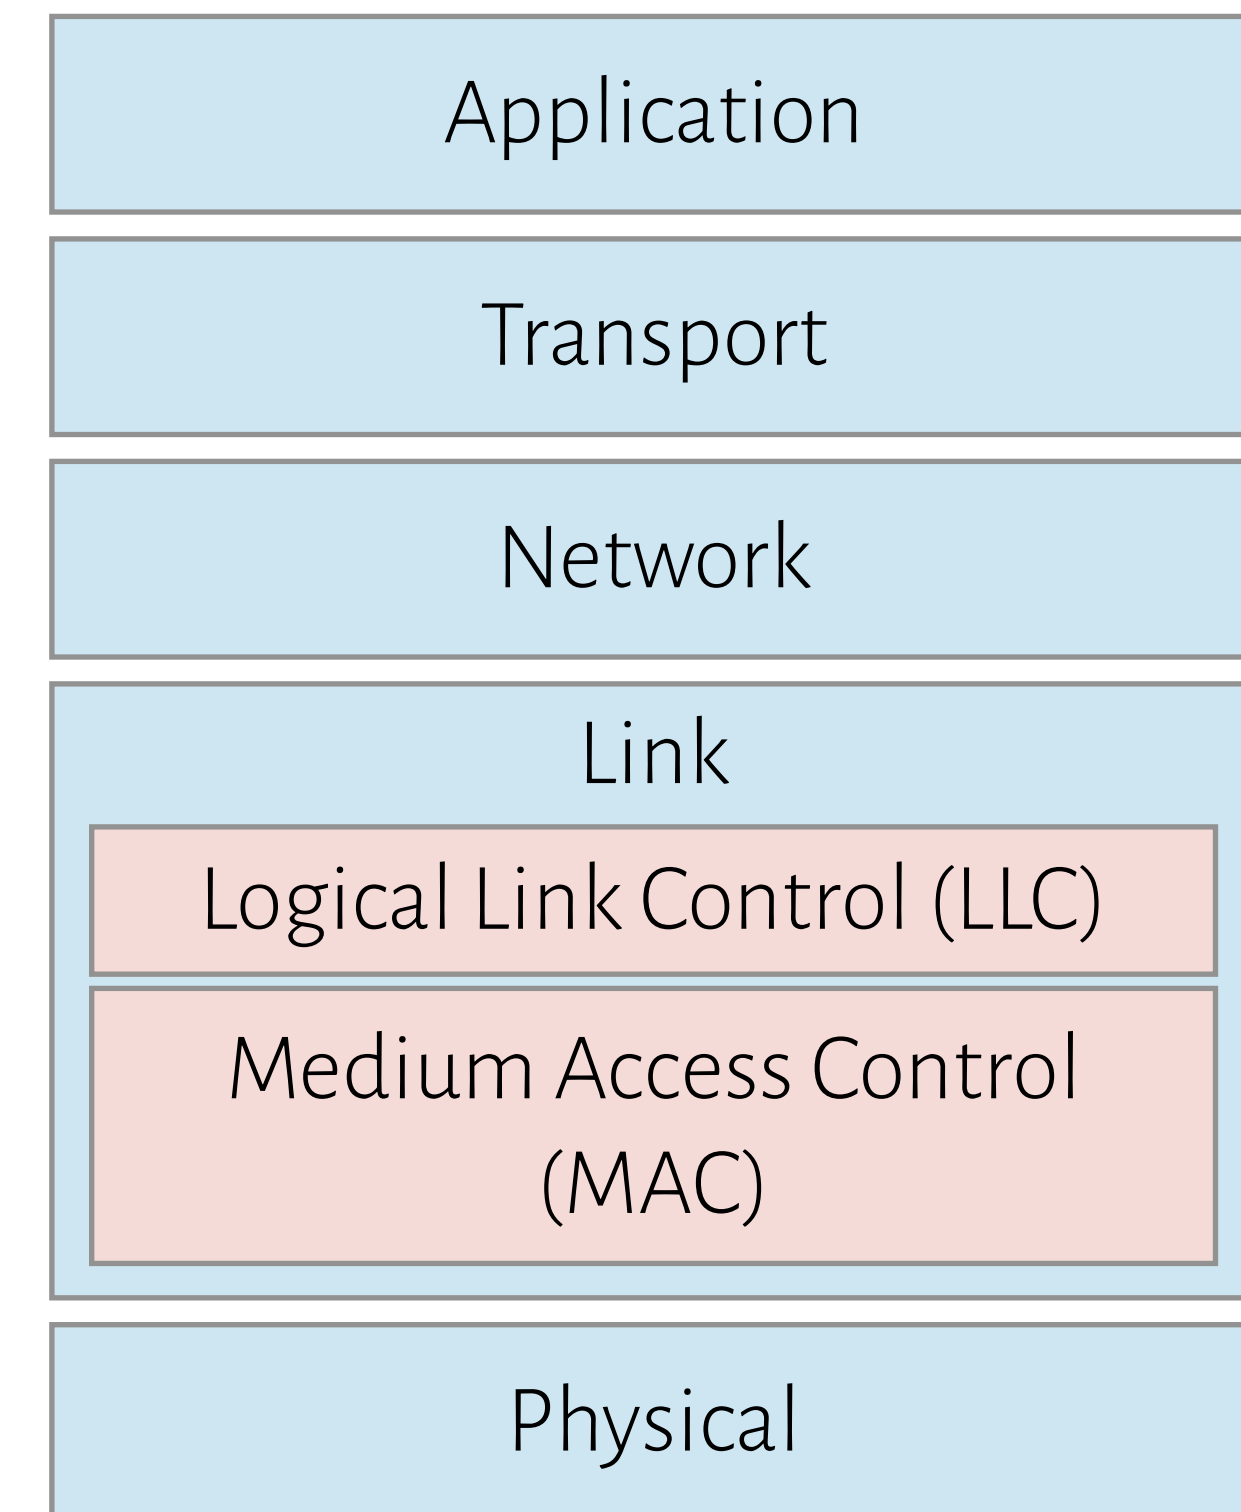 Application
Transport
Network
Link
Logical Link Control (LLC)
Medium Access Control
(MAC)
Physical